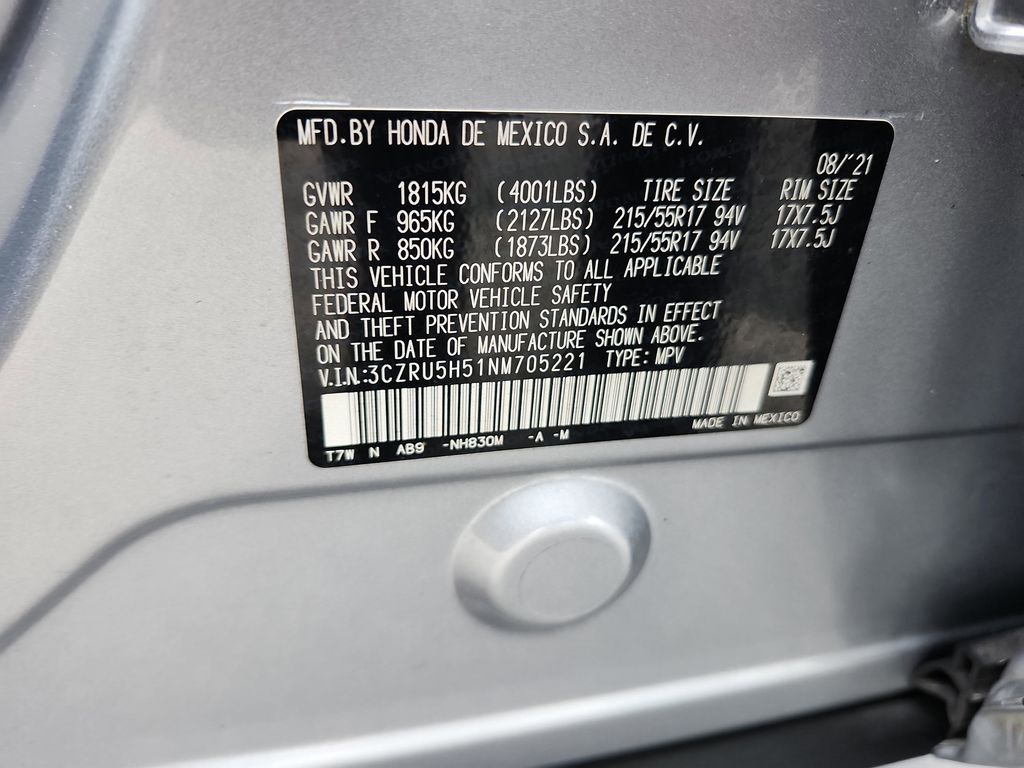 MFD.BY HONDA DE MEXICO S.A. DE C.V.
08/'21
GVWR 1815KG (4001LBS) TIRE SIZE RIM SIZE
GAWR F 965KG (2127LBS) 215/55R17 94V 17X7.5J
GAWR R 850KG (1873LBS) 215/55R17 94V 17X7.5J
THIS VEHICLE CONFORMS TO ALL APPLICABLE
FEDERAL MOTOR VEHICLE SAFETY
AND THEFT PREVENTION STANDARDS IN EFFECT
ON THE DATE OF MANUFACTURE SHOWN ABOVE.
V.I.N.:3CZRU5H51NM705221 TYPE: MPV
MADE IN MEXICO
T7W N AB9 -NH830M -A -M